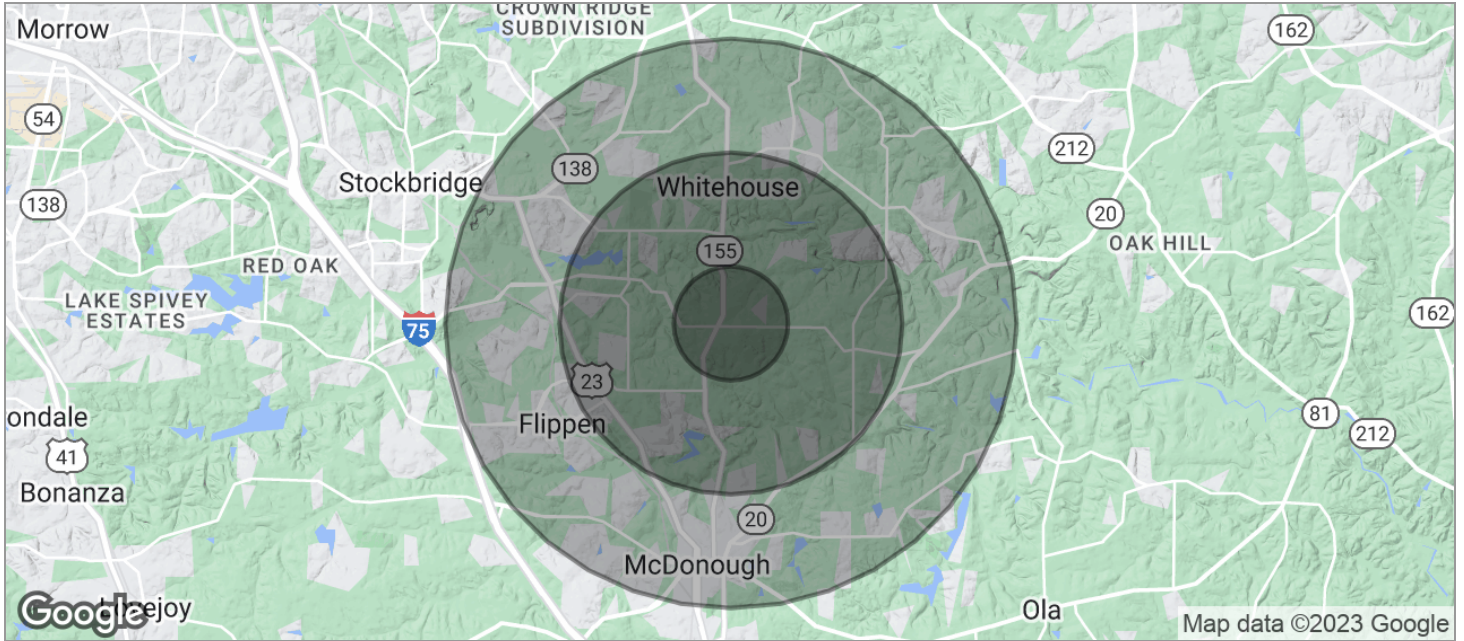 CROWN RIDGE
SUBDIVISION
Morrow
162
54
138
212
Stockbridge
Whitehouse
138
20
155
OAK HILL
RED OAK
LAKE SPIVEY
ESTATES
75
162
23
ondale
Flippen
81
212
41
Bonanza
20
McDonough
Google
Lovejoy
Ola
Map data ©2023 Google